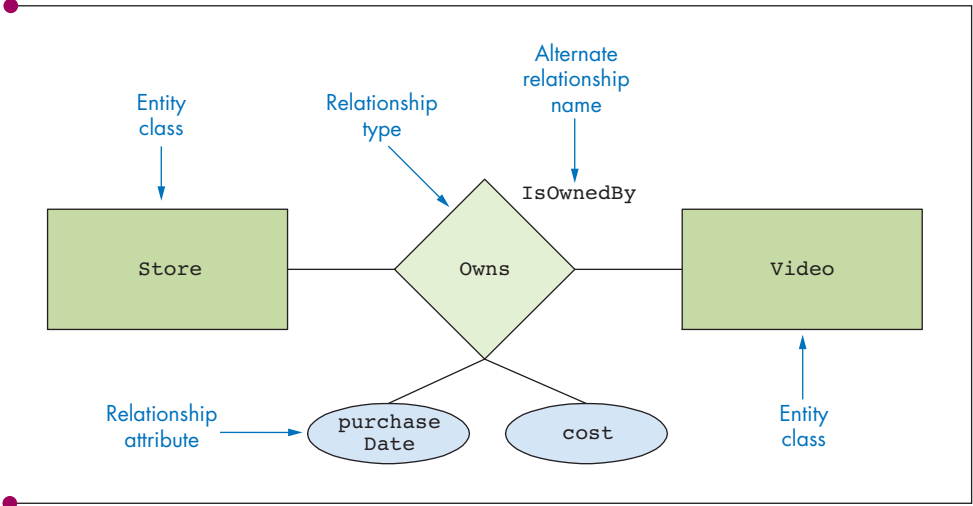 Alternate
relationship
name
Entity
class
Relationship
type
IsOwnedBy
Store
Owns
Video
Relationship
attribute
purchase
Date
cost
Entity
class